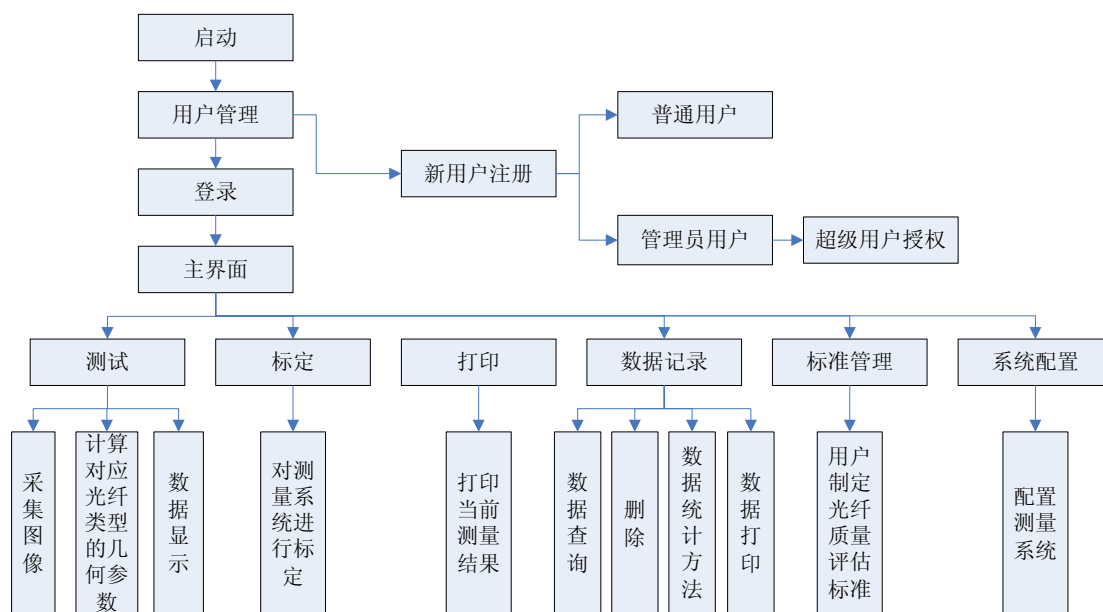 启动
用户管理
普通用户
新用户注册
登录
管理员用户
超级用户授权
主界面
测试
标定
打印
数据记录
标准管理
系统配置
采
集
图
像
计算
对应
光纤
类型
的几
何参
数
数
据
显
示
对测
量系
统进
行标
定
打印
当前
测量
结果
数
据
查
询
删
除
数
据
统
计
方
法
数
据
打
印
用户
制定
光纤
质量
评估
标准
配置
测量
系统